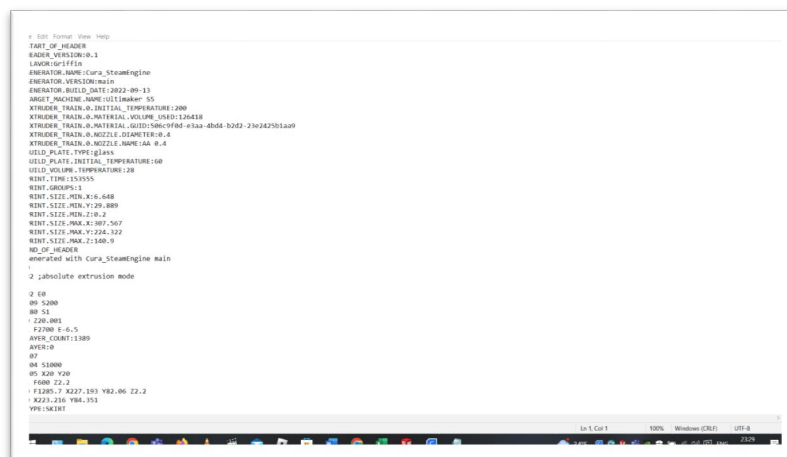 e Edit Format View Help
TART_OF_HEADER
EADER_VERSION:0.1
LAVOR:Griffin
ENERATOR.NAME:Cura_SteamEngine
ENERATOR.VERSION:main
ENERATOR.BUILD_DATE:2022-09-13
ARGET_MACHINE.NAME:Ultimaker S5
XTRUDER_TRAIN.0.INITIAL_TEMPERATURE:200
XTRUDER_TRAIN.0.MATERIAL.VOLUME_USED:126418
XTRUDER_TRAIN.0.MATERIAL.GUID:506c9f0d-e3aa-4bd4-b2d2-23e2425b1aa9
XTRUDER_TRAIN.0.NOZZLE.DIAMETER:0.4
XTRUDER_TRAIN.0.NOZZLE.NAME:AA 0.4
UILD_PLATE.TYPE:glass
UILD_PLATE.INITIAL_TEMPERATURE:60
UILD_VOLUME.TEMPERATURE:28
RINT.TIME:153555
RINT.GROUPS:1
RINT.SIZE.MIN.X:6.648
RINT.SIZE.MIN.Y:29.889
RINT.SIZE.MIN.Z:0.2
RINT.SIZE.MAX.X:307.567
RINT.SIZE.MAX.Y:224.322
RINT.SIZE.MAX.Z:140.9
ND_OF_HEADER
enerated with Cura_SteamEngine main
2 ;absolute extrusion mode
2 E0
09 S200
80 S1
Z20.001
F2700 E-6.5
AYER_COUNT:1389
AYER:0
07
04 S1000
05 X20 Y20
F600 Z2.2
F1285.7 X227.193 Y82.06 Z2.2
X223.216 Y84.351
YPE:SKIRT
Ln 1, Col 1 100% Windows (CRLF) UTF-8
24°C ENG 23:29